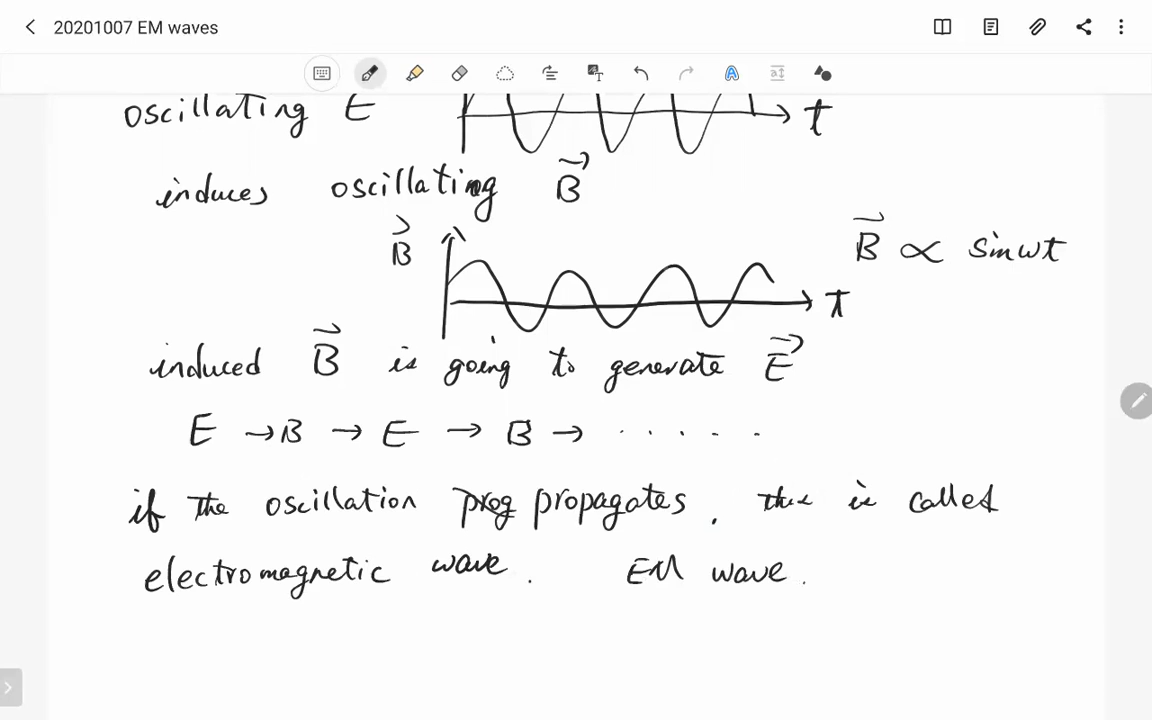 20201007 EM waves
oscillating E
t
induces oscillating B⃗
B⃗
B⃗ ∝ sinωt
t
induced B⃗ is going to generate E⃗
E → B → E → B → ......
if the oscillation prog propagates, this is called
electromagnetic wave. EM wave.